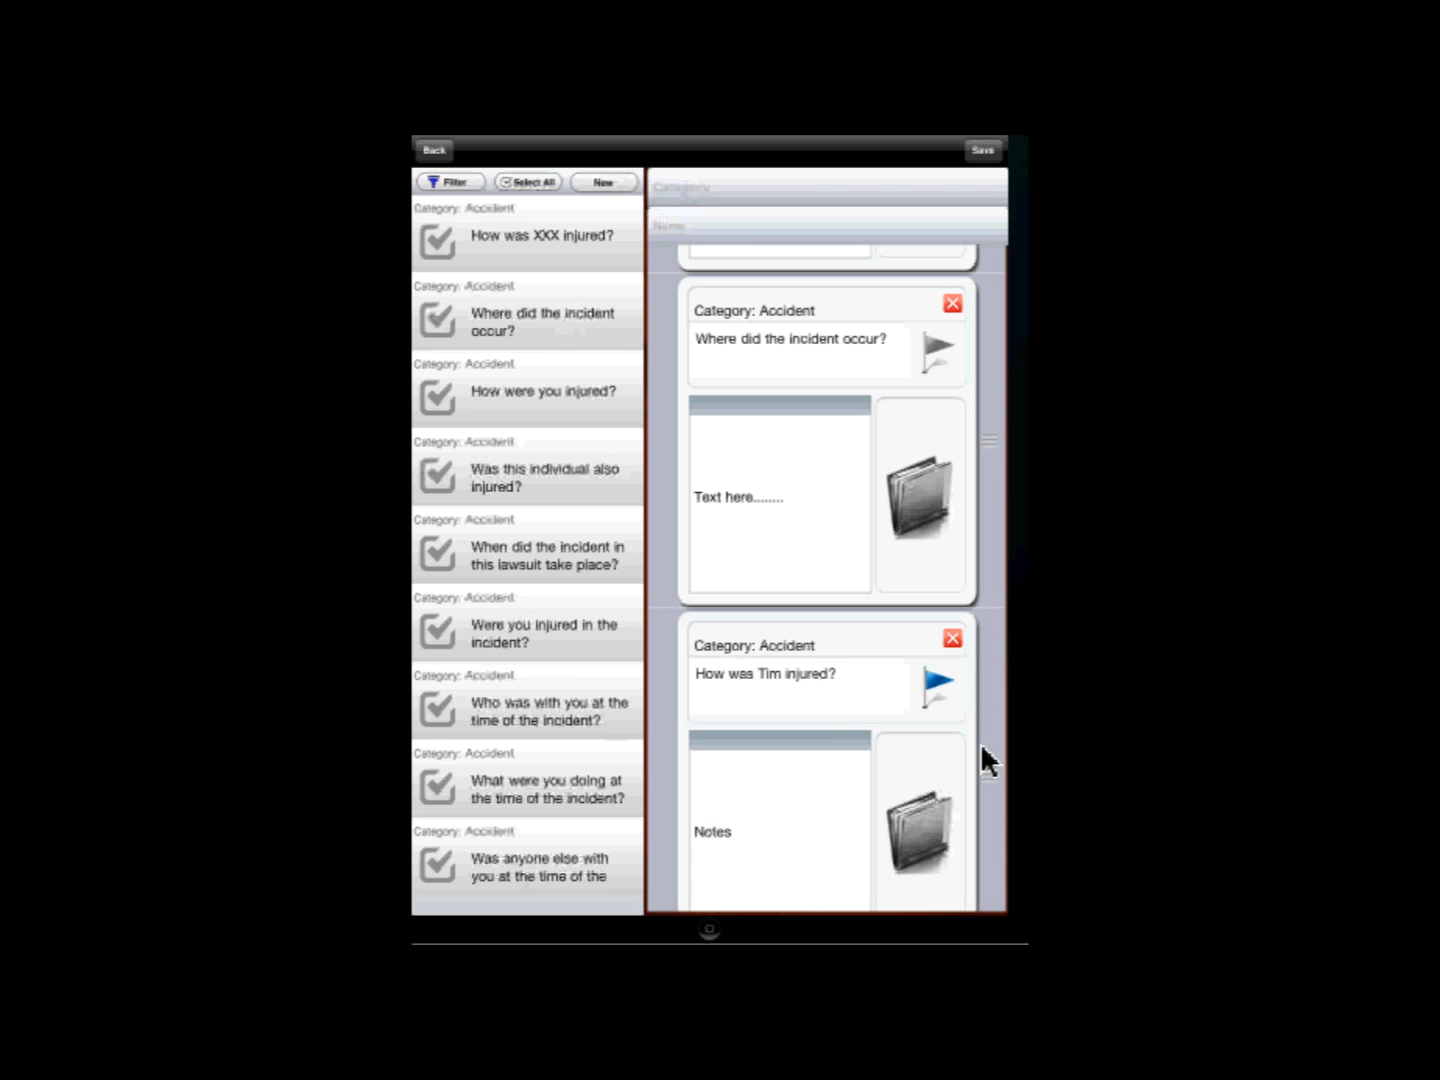 Back
Save
Filter
Select All
New
Category
Name
Category: Accident
How was XXX injured?
Category: Accident
Where did the incident
occur?
Category: Accident
How were you injured?
Category: Accident
Was this individual also
injured?
Category: Accident
When did the incident in
this lawsuit take place?
Category: Accident
Were you injured in the
incident?
Category: Accident
Who was with you at the
time of the incident?
Category: Accident
What were you doing at
the time of the incident?
Category: Accident
Was anyone else with
you at the time of the
Category: Accident
Where did the incident occur?
Text here........
Category: Accident
How was Tim injured?
Notes